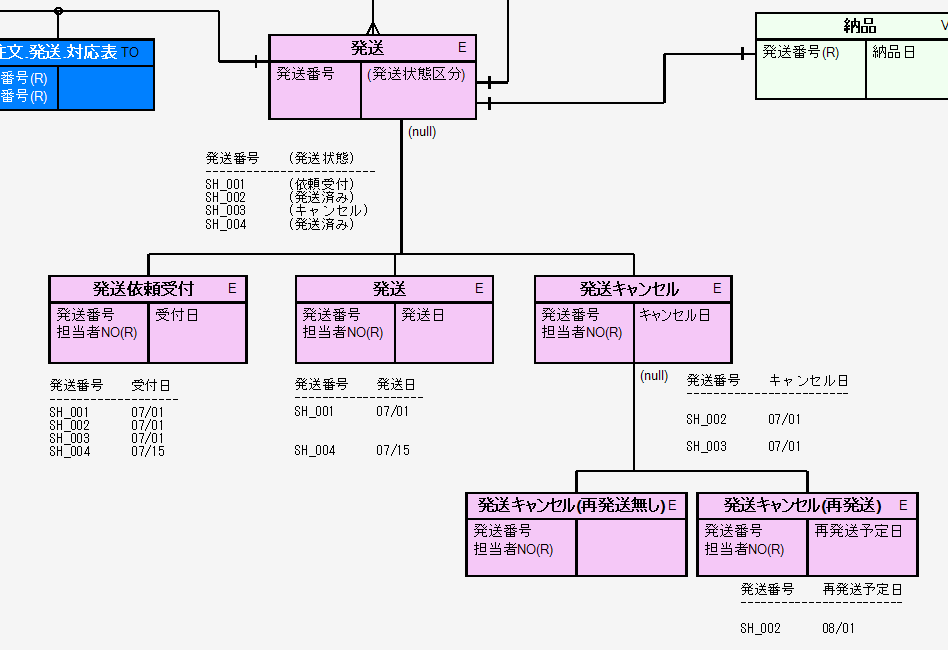 注文.発送.対応表 TO
番号(R)
番号(R)
発送 E
発送番号 (発送状態区分)
納品
発送番号(R) 納品日
(null)
発送番号 (発送状態)
SH_001 (依頼受付)
SH_002 (発送済み)
SH_003 (キャンセル)
SH_004 (発送済み)
発送依頼受付 E
発送番号 受付日
担当者NO(R)
発送 E
発送番号 発送日
担当者NO(R)
発送キャンセル E
発送番号 キャンセル日
担当者NO(R)
発送番号 受付日
SH_001 07/01
SH_002 07/01
SH_003 07/01
SH_004 07/15
発送番号 発送日
SH_001 07/01
SH_004 07/15
(null)
発送番号 キャンセル日
SH_002 07/01
SH_003 07/01
発送キャンセル(再発送無し) E
発送番号
担当者NO(R)
発送キャンセル(再発送) E
発送番号 再発送予定日
担当者NO(R)
発送番号 再発送予定日
SH_002 08/01